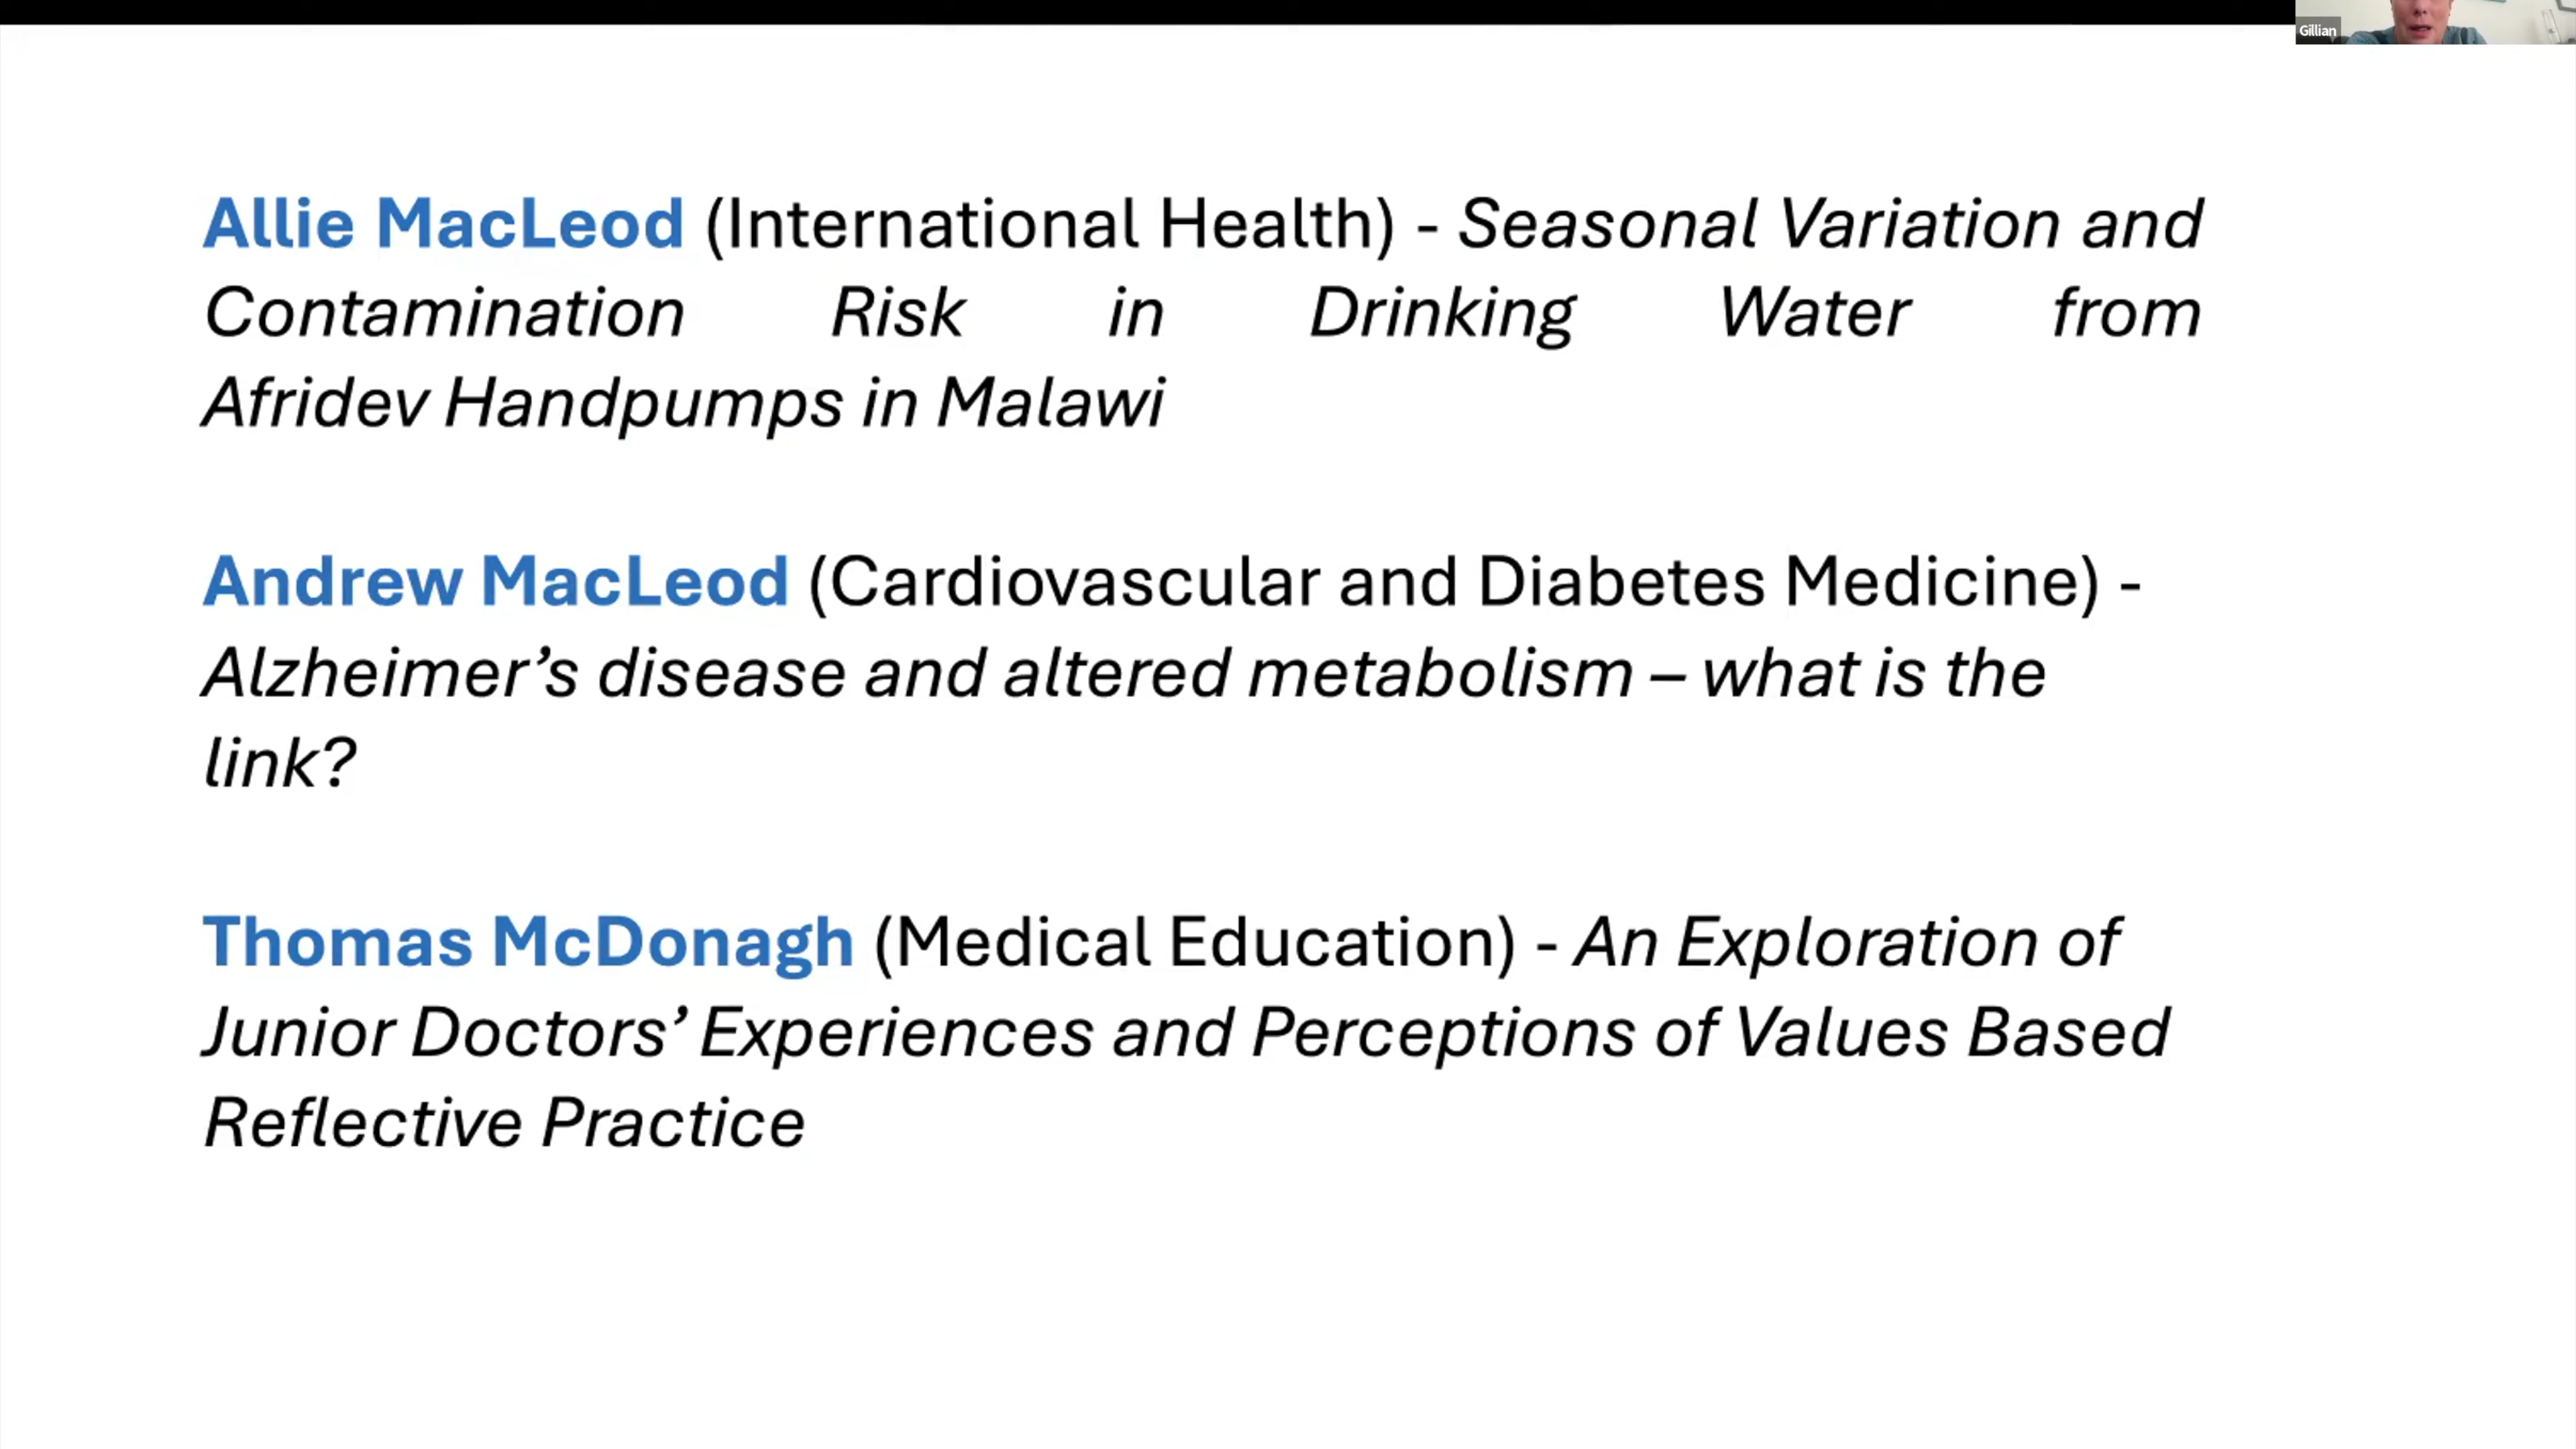 Gillian
Allie MacLeod (International Health) - Seasonal Variation and
Contamination Risk in Drinking Water from
Afridev Handpumps in Malawi
Andrew MacLeod (Cardiovascular and Diabetes Medicine) -
Alzheimer’s disease and altered metabolism – what is the
link?
Thomas McDonagh (Medical Education) - An Exploration of
Junior Doctors’ Experiences and Perceptions of Values Based
Reflective Practice